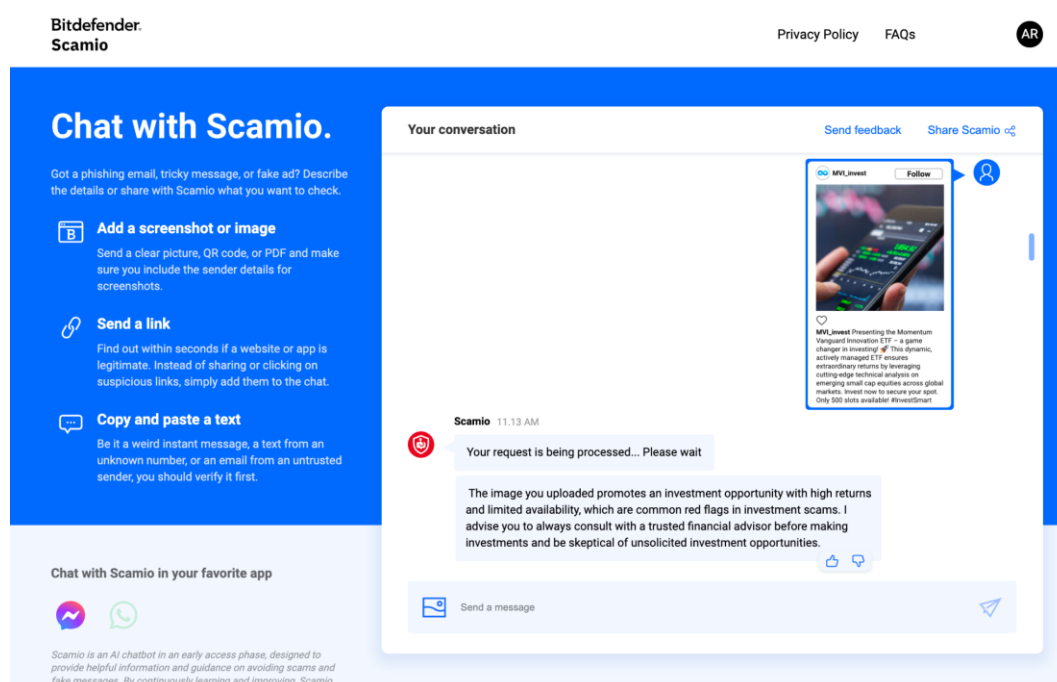 Bitdefender.
Scamio
Privacy Policy
FAQs
AR
Chat with Scamio.
Got a phishing email, tricky message, or fake ad? Describe
the details or share with Scamio what you want to check.
B
Add a screenshot or image
Send a clear picture, QR code, or PDF and make
sure you include the sender details for
screenshots.
Send a link
Find out within seconds if a website or app is
legitimate. Instead of sharing or clicking on
suspicious links, simply add them to the chat.
Copy and paste a text
Be it a weird instant message, a text from an
unknown number, or an email from an untrusted
sender, you should verify it first.
Chat with Scamio in your favorite app
Scamio is an AI chatbot in an early access phase, designed to
provide helpful information and guidance on avoiding scams and
fake messages. By continuously learning and improving, Scamio
Your conversation
Send feedback
Share Scamio
MVI_invest
Follow
MVI_invest Presenting the Momentum
Vanguard Innovation ETF – a game
changer in investing! 🚀 This dynamic,
actively managed ETF ensures
extraordinary returns by leveraging
cutting-edge technical analysis on
emerging small cap equities across global
markets. Invest now to secure your spot.
Only 500 slots available! #InvestSmart
Scamio 11.13 AM
Your request is being processed... Please wait
The image you uploaded promotes an investment opportunity with high returns
and limited availability, which are common red flags in investment scams. I
advise you to always consult with a trusted financial advisor before making
investments and be skeptical of unsolicited investment opportunities.
Send a message